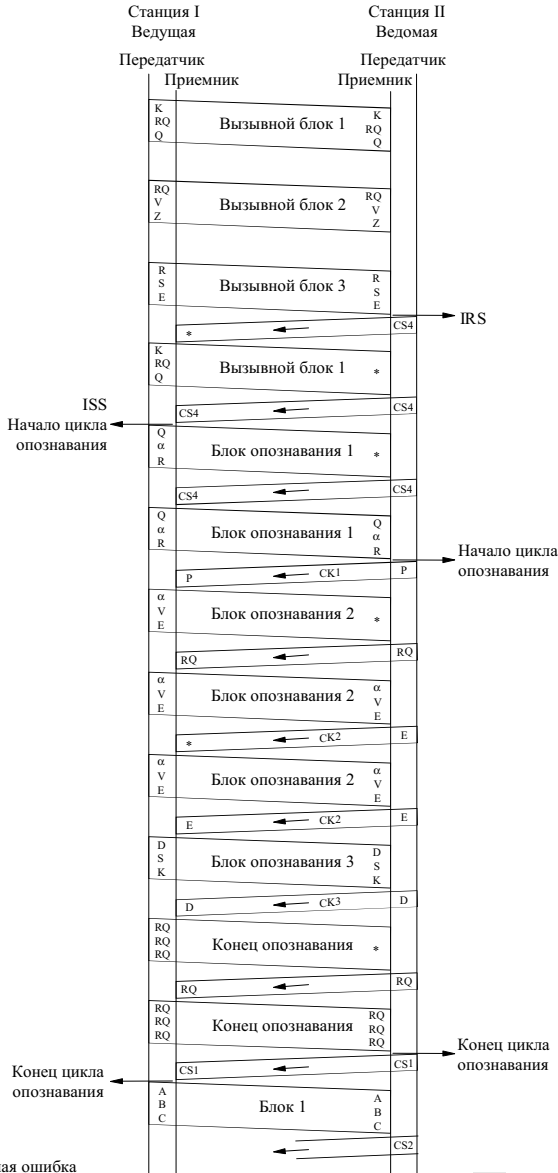 Станция I
Ведущая
Станция II
Ведомая
Передатчик
Приемник
Передатчик
Приемник
K
RQ
Q
Вызывной блок 1
K
RQ
Q
RQ
V
Z
Вызывной блок 2
RQ
V
Z
R
S
E
Вызывной блок 3
R
S
E
IRS
*
CS4
K
RQ
Q
Вызывной блок 1
*
ISS
Начало цикла
опознавания
CS4
CS4
Q
α
R
Блок опознавания 1
*
CS4
CS4
Q
α
R
Блок опознавания 1
Q
α
R
Начало цикла
опознавания
P
CK1
P
α
V
E
Блок опознавания 2
*
RQ
RQ
α
V
E
Блок опознавания 2
α
V
E
*
CK2
E
α
V
E
Блок опознавания 2
α
V
E
E
CK2
E
D
S
K
Блок опознавания 3
D
S
K
D
CK3
D
RQ
RQ
RQ
Конец опознавания
*
RQ
RQ
RQ
RQ
RQ
Конец опознавания
RQ
RQ
RQ
Конец цикла
опознавания
CS1
CS1
Конец цикла
опознавания
A
B
C
Блок 1
A
B
C
CS2
ная ошибка